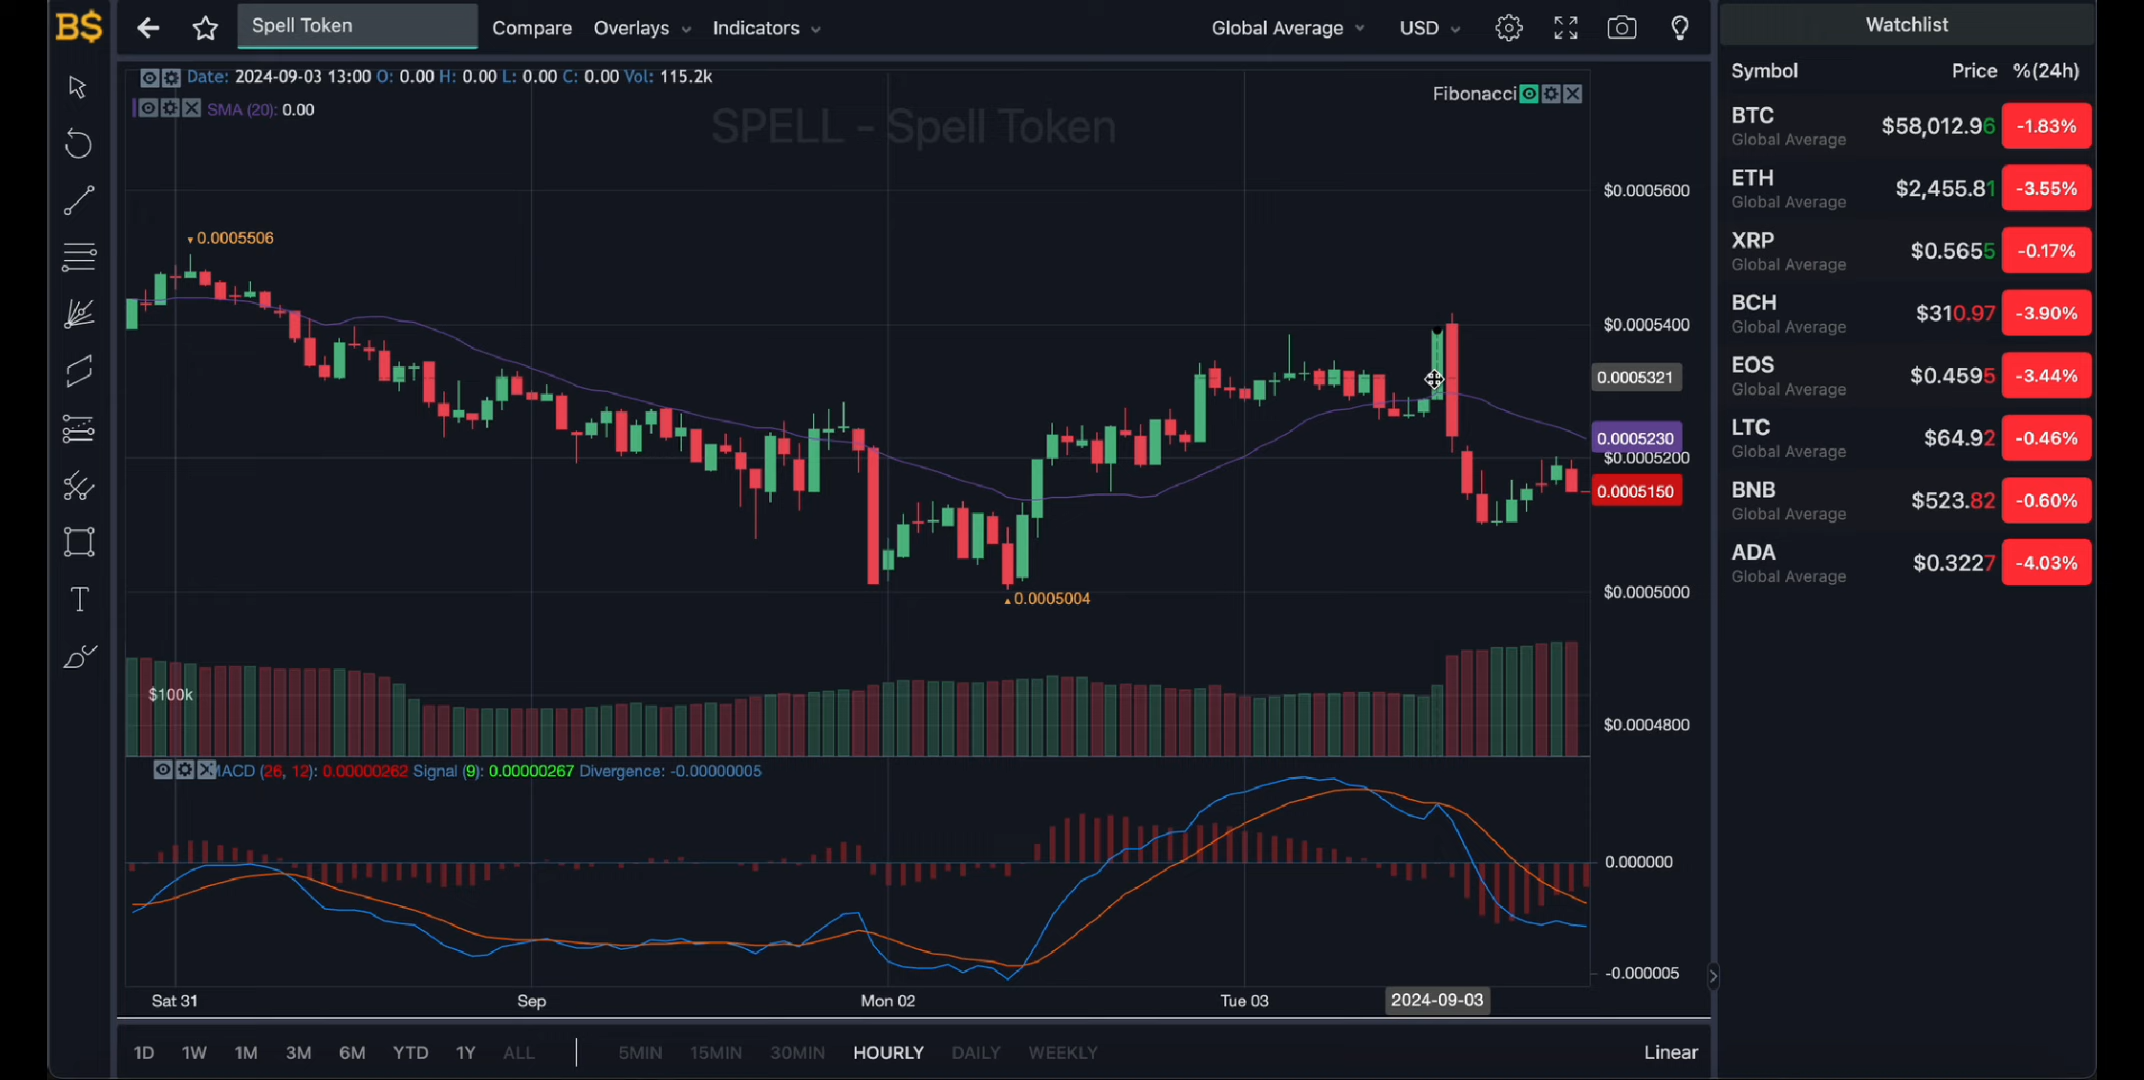 B$
Spell Token
Compare
Overlays
Indicators
Global Average
USD
Date: 2024-09-03 13:00 O: 0.00 H: 0.00 L: 0.00 C: 0.00 Vol: 115.2k
SMA (20): 0.00
Fibonacci
SPELL - Spell Token
0.0005506
0.0005004
$0.0005600
$0.0005400
0.0005321
0.0005230
$0.0005200
0.0005150
$0.0005000
$0.0004800
$100k
MACD (26, 12): 0.00000262 Signal (9): 0.00000267 Divergence: -0.00000005
0.000000
-0.000005
Sat 31
Sep
Mon 02
Tue 03
2024-09-03
1D 1W 1M 3M 6M YTD 1Y ALL
5MIN 15MIN 30MIN HOURLY DAILY WEEKLY
Linear
Watchlist
Symbol Price %(24h)
BTC $58,012.96 -1.83%
Global Average
ETH $2,455.81 -3.55%
Global Average
XRP $0.5655 -0.17%
Global Average
BCH $310.97 -3.90%
Global Average
EOS $0.4595 -3.44%
Global Average
LTC $64.92 -0.46%
Global Average
BNB $523.82 -0.60%
Global Average
ADA $0.3227 -4.03%
Global Average
T